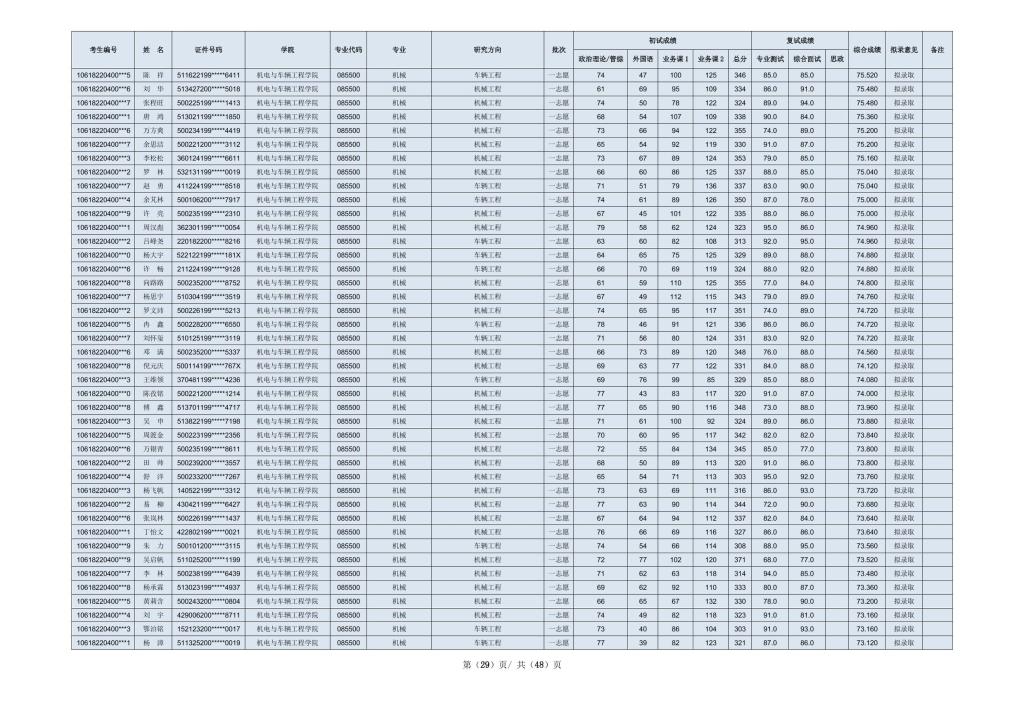 考生编号 姓 名 证件号码 学院 专业代码 专业 研究方向 批次 初试成绩 复试成绩 综合成绩 拟录意见 备注
政治理论/管综 外国语 业务课1 业务课2 总分 专业测试 综合面试 思政
10618220400***5 陈 祥 511622199*****6411 机电与车辆工程学院 085500 机械 车辆工程 一志愿 74 47 100 125 346 85.0 85.0 75.520 拟录取
10618220400***6 刘 华 513427200*****5018 机电与车辆工程学院 085500 机械 机械工程 一志愿 61 69 95 109 334 86.0 91.0 75.480 拟录取
10618220400***7 张程旺 500225199*****1413 机电与车辆工程学院 085500 机械 机械工程 一志愿 74 50 78 122 324 89.0 94.0 75.480 拟录取
10618220400***1 唐 鸿 513021199*****1850 机电与车辆工程学院 085500 机械 机械工程 一志愿 68 54 107 109 338 90.0 84.0 75.360 拟录取
10618220400***6 万方爽 500234199*****4419 机电与车辆工程学院 085500 机械 机械工程 一志愿 73 66 94 122 355 74.0 89.0 75.200 拟录取
10618220400***7 余思洁 500221200*****3112 机电与车辆工程学院 085500 机械 机械工程 一志愿 65 54 92 119 330 91.0 87.0 75.200 拟录取
10618220400***3 李松松 360124199*****6611 机电与车辆工程学院 085500 机械 机械工程 一志愿 73 67 89 124 353 79.0 85.0 75.160 拟录取
10618220400***2 罗 林 532131199*****0019 机电与车辆工程学院 085500 机械 机械工程 一志愿 66 60 86 125 337 88.0 85.0 75.040 拟录取
10618220400***7 赵 勇 411224199*****8518 机电与车辆工程学院 085500 机械 车辆工程 一志愿 71 51 79 136 337 83.0 90.0 75.040 拟录取
10618220400***4 余芃林 500106200*****7917 机电与车辆工程学院 085500 机械 车辆工程 一志愿 74 61 89 126 350 87.0 78.0 75.000 拟录取
10618220400***9 许 亮 500235199*****2310 机电与车辆工程学院 085500 机械 机械工程 一志愿 67 45 101 122 335 88.0 86.0 75.000 拟录取
10618220400***1 周汉彪 362301199*****0054 机电与车辆工程学院 085500 机械 机械工程 一志愿 79 58 62 124 323 95.0 86.0 74.960 拟录取
10618220400***2 吕峰尧 220182200*****8216 机电与车辆工程学院 085500 机械 车辆工程 一志愿 63 60 82 108 313 92.0 95.0 74.960 拟录取
10618220400***0 杨大宇 522122199*****181X 机电与车辆工程学院 085500 机械 车辆工程 一志愿 64 65 75 125 329 89.0 88.0 74.880 拟录取
10618220400***6 许 畅 211224199*****9128 机电与车辆工程学院 085500 机械 机械工程 一志愿 66 70 69 119 324 88.0 92.0 74.880 拟录取
10618220400***8 向路路 500235200*****8752 机电与车辆工程学院 085500 机械 机械工程 一志愿 61 59 110 125 355 77.0 84.0 74.800 拟录取
10618220400***7 杨思宇 510304199*****3519 机电与车辆工程学院 085500 机械 机械工程 一志愿 67 49 112 115 343 79.0 89.0 74.760 拟录取
10618220400***2 罗文沛 500226199*****5213 机电与车辆工程学院 085500 机械 机械工程 一志愿 74 65 95 117 351 74.0 89.0 74.720 拟录取
10618220400***5 冉 鑫 500228200*****6550 机电与车辆工程学院 085500 机械 车辆工程 一志愿 78 46 91 121 336 86.0 86.0 74.720 拟录取
10618220400***7 刘怀玺 510125199*****3119 机电与车辆工程学院 085500 机械 机械工程 一志愿 71 56 80 124 331 83.0 92.0 74.720 拟录取
10618220400***6 邓 满 500235200*****5337 机电与车辆工程学院 085500 机械 机械工程 一志愿 66 73 89 120 348 76.0 88.0 74.560 拟录取
10618220400***8 倪元庆 500114199*****767X 机电与车辆工程学院 085500 机械 机械工程 一志愿 69 63 77 122 331 84.0 88.0 74.120 拟录取
10618220400***3 王维领 370481199*****4236 机电与车辆工程学院 085500 机械 车辆工程 一志愿 69 76 99 85 329 85.0 88.0 74.080 拟录取
10618220400***0 陈孜铭 500221200*****1214 机电与车辆工程学院 085500 机械 机械工程 一志愿 77 43 83 117 320 91.0 87.0 74.000 拟录取
10618220400***8 傅 鑫 513701199*****4717 机电与车辆工程学院 085500 机械 机械工程 一志愿 77 65 90 116 348 73.0 88.0 73.960 拟录取
10618220400***3 吴 申 513822199*****7198 机电与车辆工程学院 085500 机械 机械工程 一志愿 71 61 100 92 324 89.0 86.0 73.880 拟录取
10618220400***5 周渡金 500223199*****2356 机电与车辆工程学院 085500 机械 机械工程 一志愿 70 60 95 117 342 82.0 82.0 73.840 拟录取
10618220400***6 万银膏 500235199*****8611 机电与车辆工程学院 085500 机械 机械工程 一志愿 72 55 84 134 345 85.0 77.0 73.800 拟录取
10618220400***2 田 帅 500239200*****3557 机电与车辆工程学院 085500 机械 机械工程 一志愿 68 50 89 113 320 91.0 86.0 73.800 拟录取
10618220400***4 舒 洋 500233200*****7267 机电与车辆工程学院 085500 机械 机械工程 一志愿 65 54 71 113 303 95.0 92.0 73.760 拟录取
10618220400***3 杨飞帆 140522199*****3312 机电与车辆工程学院 085500 机械 机械工程 一志愿 73 63 69 111 316 86.0 93.0 73.720 拟录取
10618220400***2 易 柳 430421199*****6427 机电与车辆工程学院 085500 机械 机械工程 一志愿 77 63 90 114 344 72.0 90.0 73.680 拟录取
10618220400***6 张岚林 500226199*****1437 机电与车辆工程学院 085500 机械 机械工程 一志愿 67 64 94 112 337 82.0 84.0 73.640 拟录取
10618220400***1 丁怡文 422802199*****0021 机电与车辆工程学院 085500 机械 机械工程 一志愿 76 66 69 116 327 86.0 86.0 73.640 拟录取
10618220400***9 朱 力 500101200*****3115 机电与车辆工程学院 085500 机械 车辆工程 一志愿 74 54 66 114 308 88.0 95.0 73.560 拟录取
10618220400***9 吴启帆 511025200*****1199 机电与车辆工程学院 085500 机械 机械工程 一志愿 72 77 102 120 371 68.0 77.0 73.520 拟录取
10618220400***7 李 林 500238199*****6439 机电与车辆工程学院 085500 机械 机械工程 一志愿 71 62 63 118 314 94.0 85.0 73.480 拟录取
10618220400***8 杨承霖 513023199*****4937 机电与车辆工程学院 085500 机械 机械工程 一志愿 69 62 92 110 333 80.0 87.0 73.360 拟录取
10618220400***5 黄莉含 500243200*****0804 机电与车辆工程学院 085500 机械 机械工程 一志愿 66 65 67 132 330 78.0 90.0 73.200 拟录取
10618220400***4 刘 宇 429006200*****8711 机电与车辆工程学院 085500 机械 机械工程 一志愿 74 49 82 118 323 91.0 81.0 73.160 拟录取
10618220400***3 鄂治铭 152123200*****0017 机电与车辆工程学院 085500 机械 车辆工程 一志愿 73 40 86 104 303 91.0 93.0 73.160 拟录取
10618220400***1 杨 漳 511325200*****0019 机电与车辆工程学院 085500 机械 机械工程 一志愿 77 39 82 123 321 87.0 86.0 73.120 拟录取
第（29）页/ 共（48）页